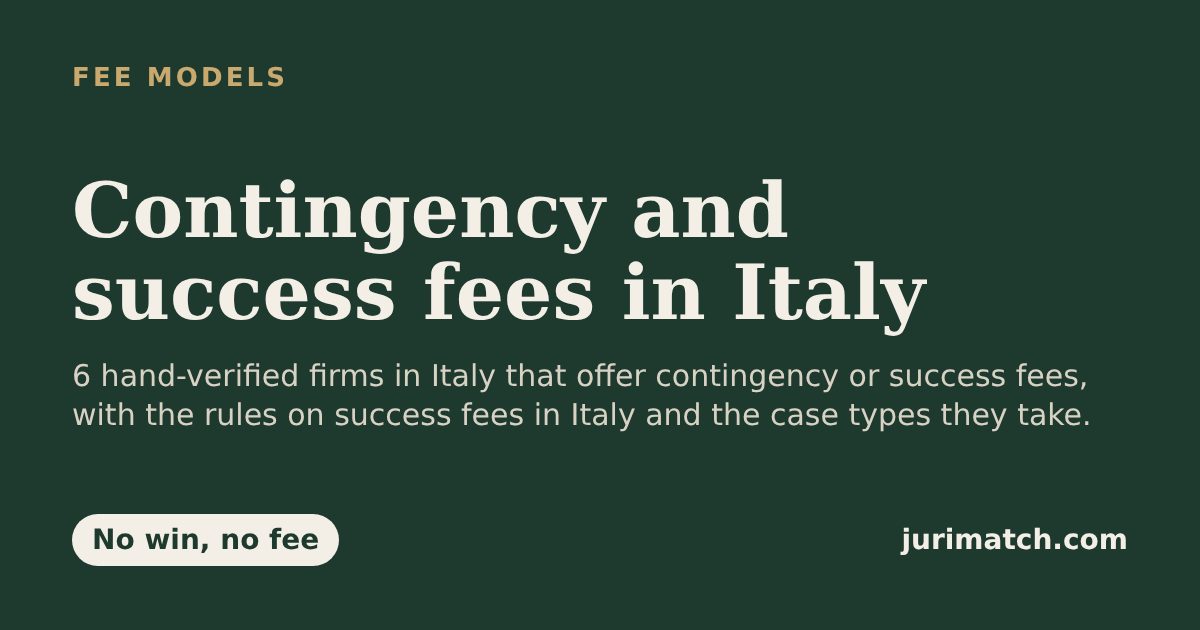 FEE MODELS
Contingency and
success fees in Italy
6 hand-verified firms in Italy that offer contingency or success fees,
with the rules on success fees in Italy and the case types they take.
No win, no fee
jurimatch.com